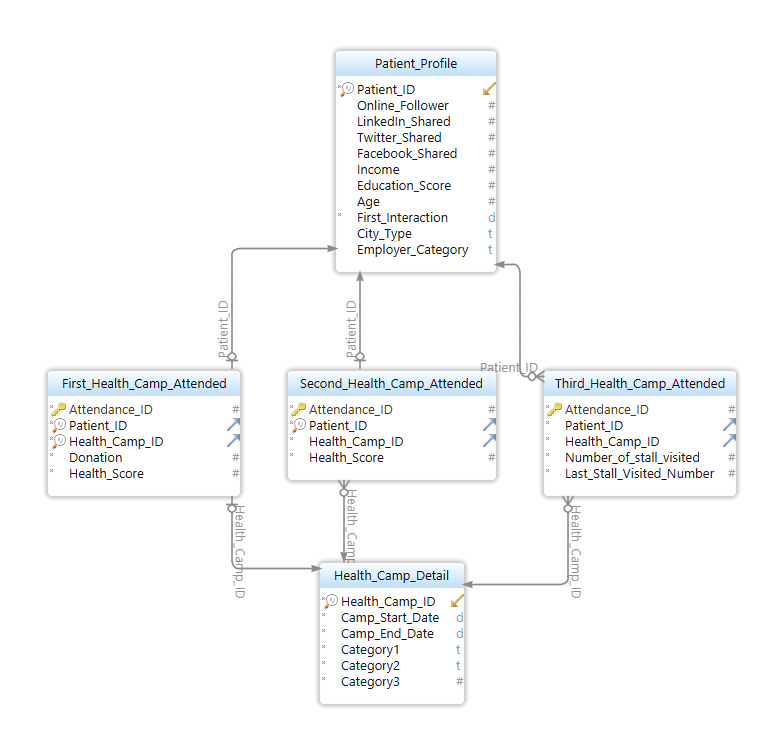 Patient_Profile
Patient_ID
Online_Follower #
LinkedIn_Shared #
Twitter_Shared #
Facebook_Shared #
Income #
Education_Score #
Age #
* First_Interaction d
City_Type t
Employer_Category t
Patient_ID
Patient_ID
Patient_ID
First_Health_Camp_Attended
* Attendance_ID #
* Patient_ID
* Health_Camp_ID
* Donation #
* Health_Score #
Second_Health_Camp_Attended
* Attendance_ID #
* Patient_ID
* Health_Camp_ID
* Health_Score #
Third_Health_Camp_Attended
* Attendance_ID #
* Patient_ID
* Health_Camp_ID
* Number_of_stall_visited #
* Last_Stall_Visited_Number #
Health_Camp_ID
Health_Camp
Health_Camp_ID
Health_Camp_Detail
* Health_Camp_ID
* Camp_Start_Date d
* Camp_End_Date d
* Category1 t
* Category2 t
* Category3 #